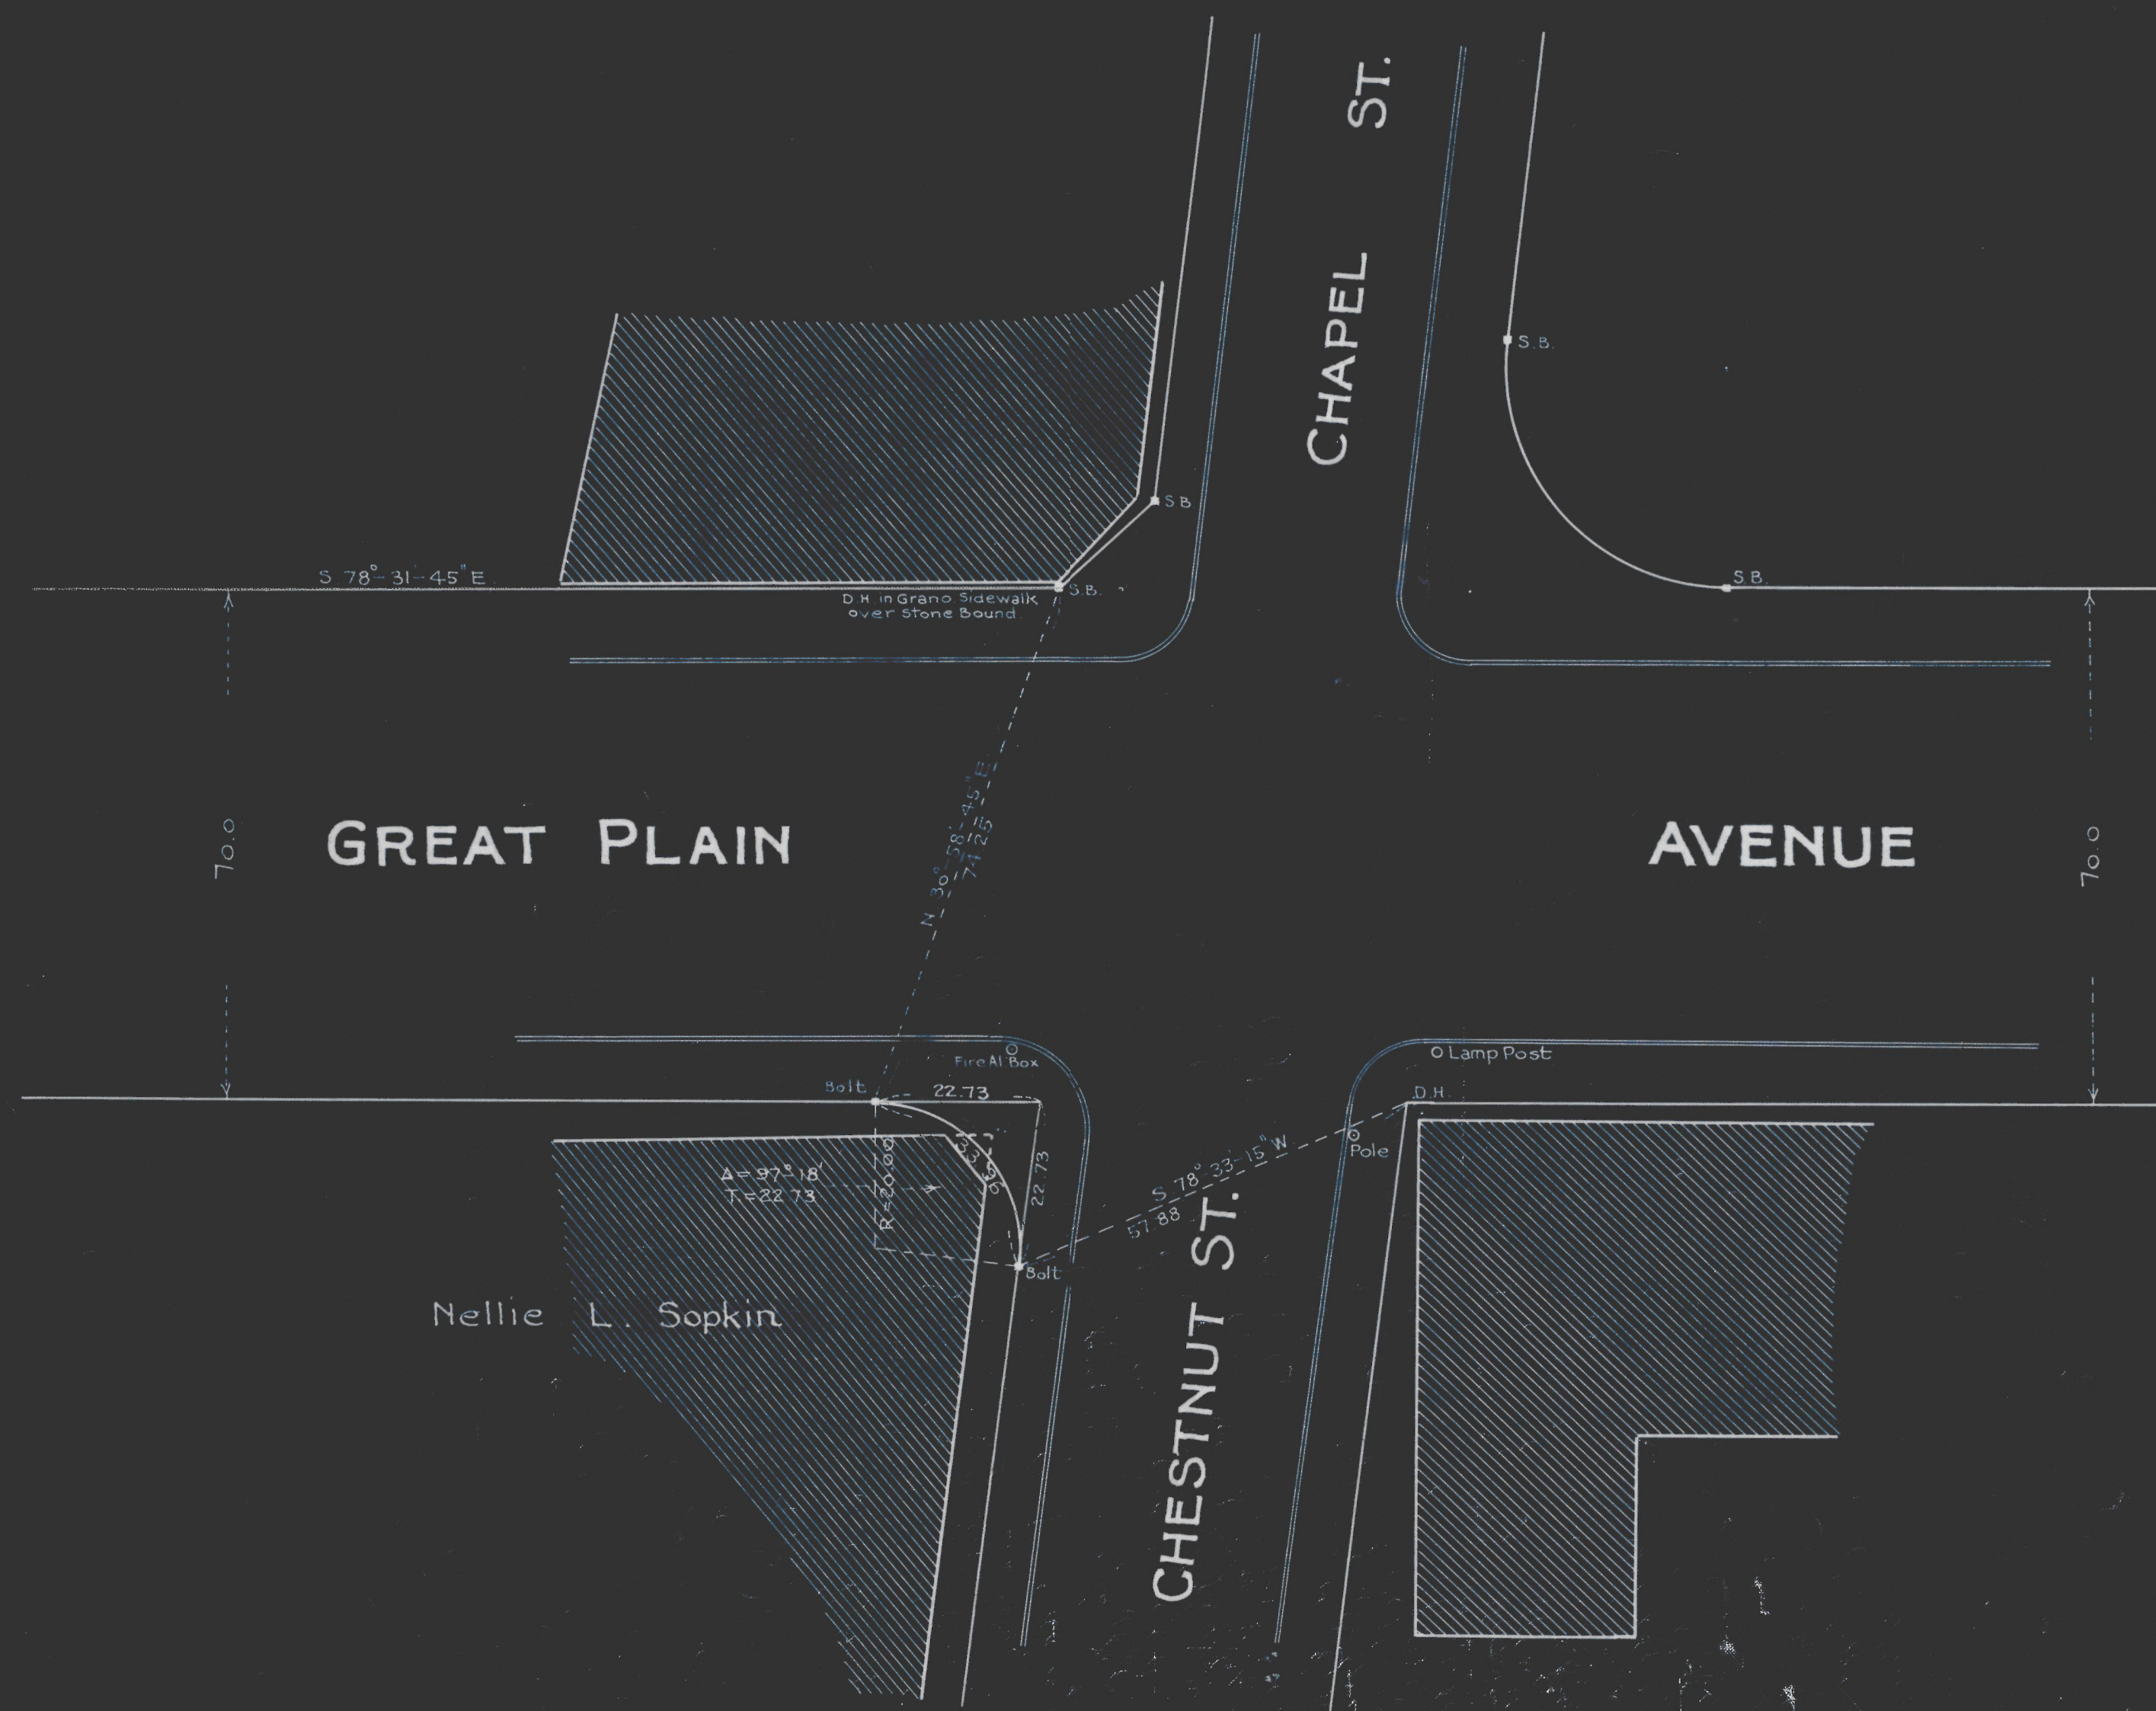 CHAPEL ST.
S.B.
S B
S 78°-31'-45"E
S.B.
S.B.
D.H. in Grano Sidewalk
over Stone Bound.
N 30°-58'-45"E
74.25
GREAT PLAIN AVENUE
70.0
70.0
Fire Al Box
Lamp Post
Bolt
22.73
D.H.
Pole
22.73
Δ=97°18'
T=22.73
R=20.00
S 78°-33'-15"W
57.88
Bolt
Nellie L. Sopkin
CHESTNUT ST.